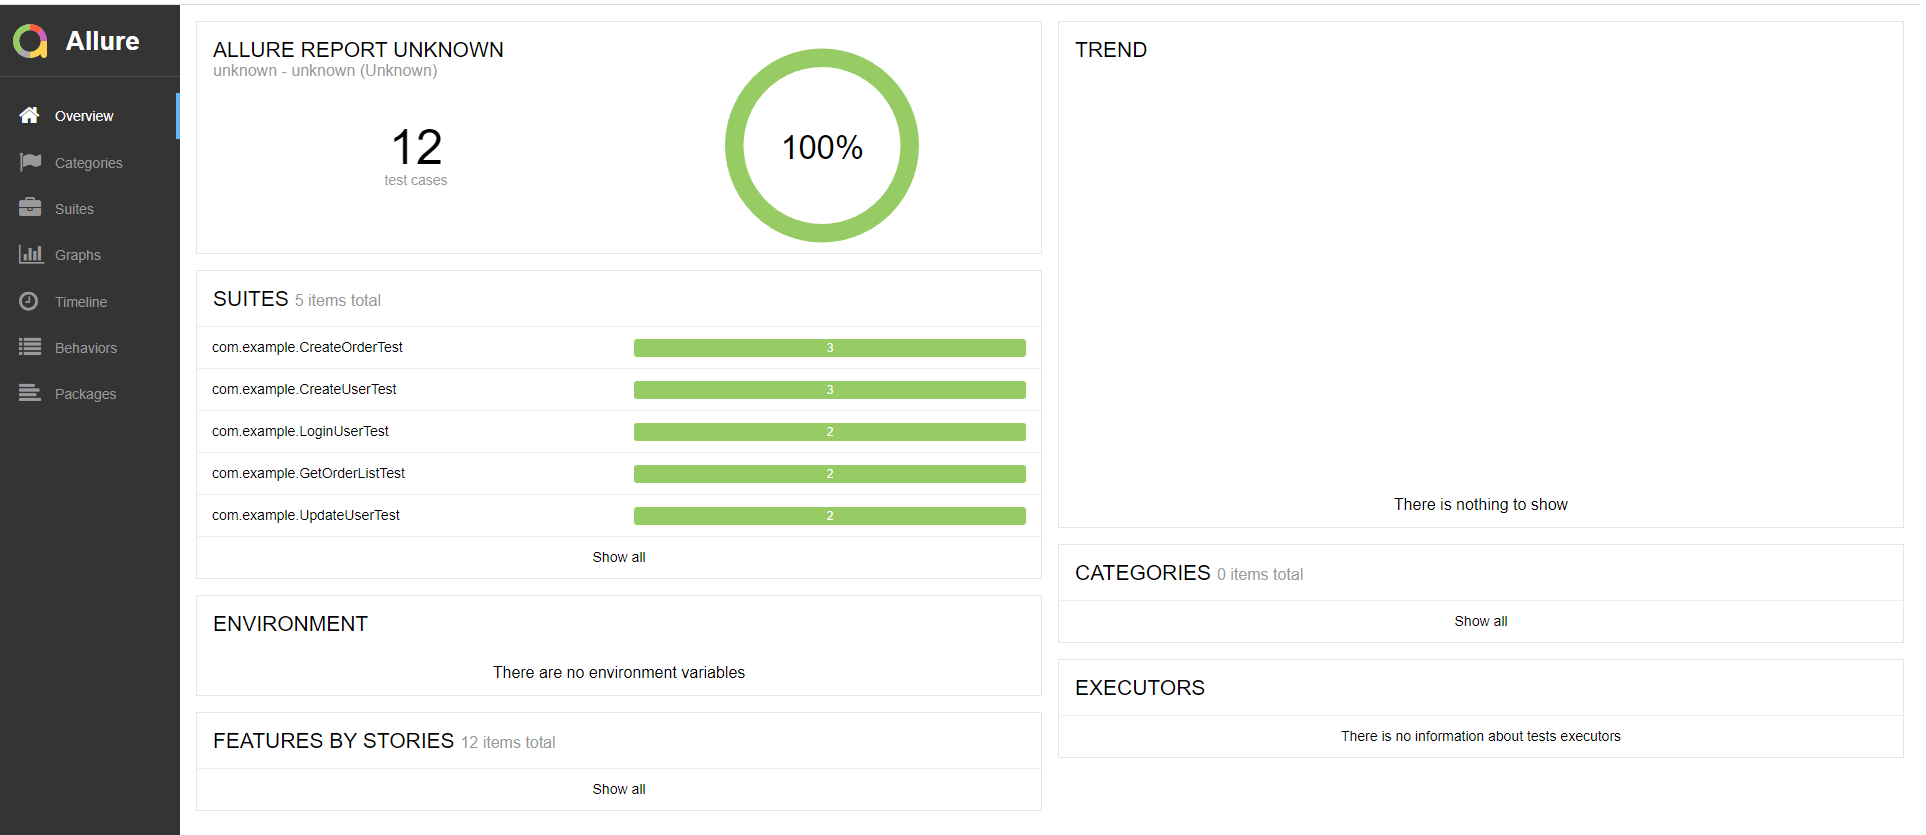 Allure
Overview
Categories
Suites
Graphs
Timeline
Behaviors
Packages
ALLURE REPORT UNKNOWN
unknown - unknown (Unknown)
12
test cases
100%
SUITES 5 items total
com.example.CreateOrderTest 3
com.example.CreateUserTest 3
com.example.LoginUserTest 2
com.example.GetOrderListTest 2
com.example.UpdateUserTest 2
Show all
ENVIRONMENT
There are no environment variables
FEATURES BY STORIES 12 items total
Show all
TREND
There is nothing to show
CATEGORIES 0 items total
Show all
EXECUTORS
There is no information about tests executors